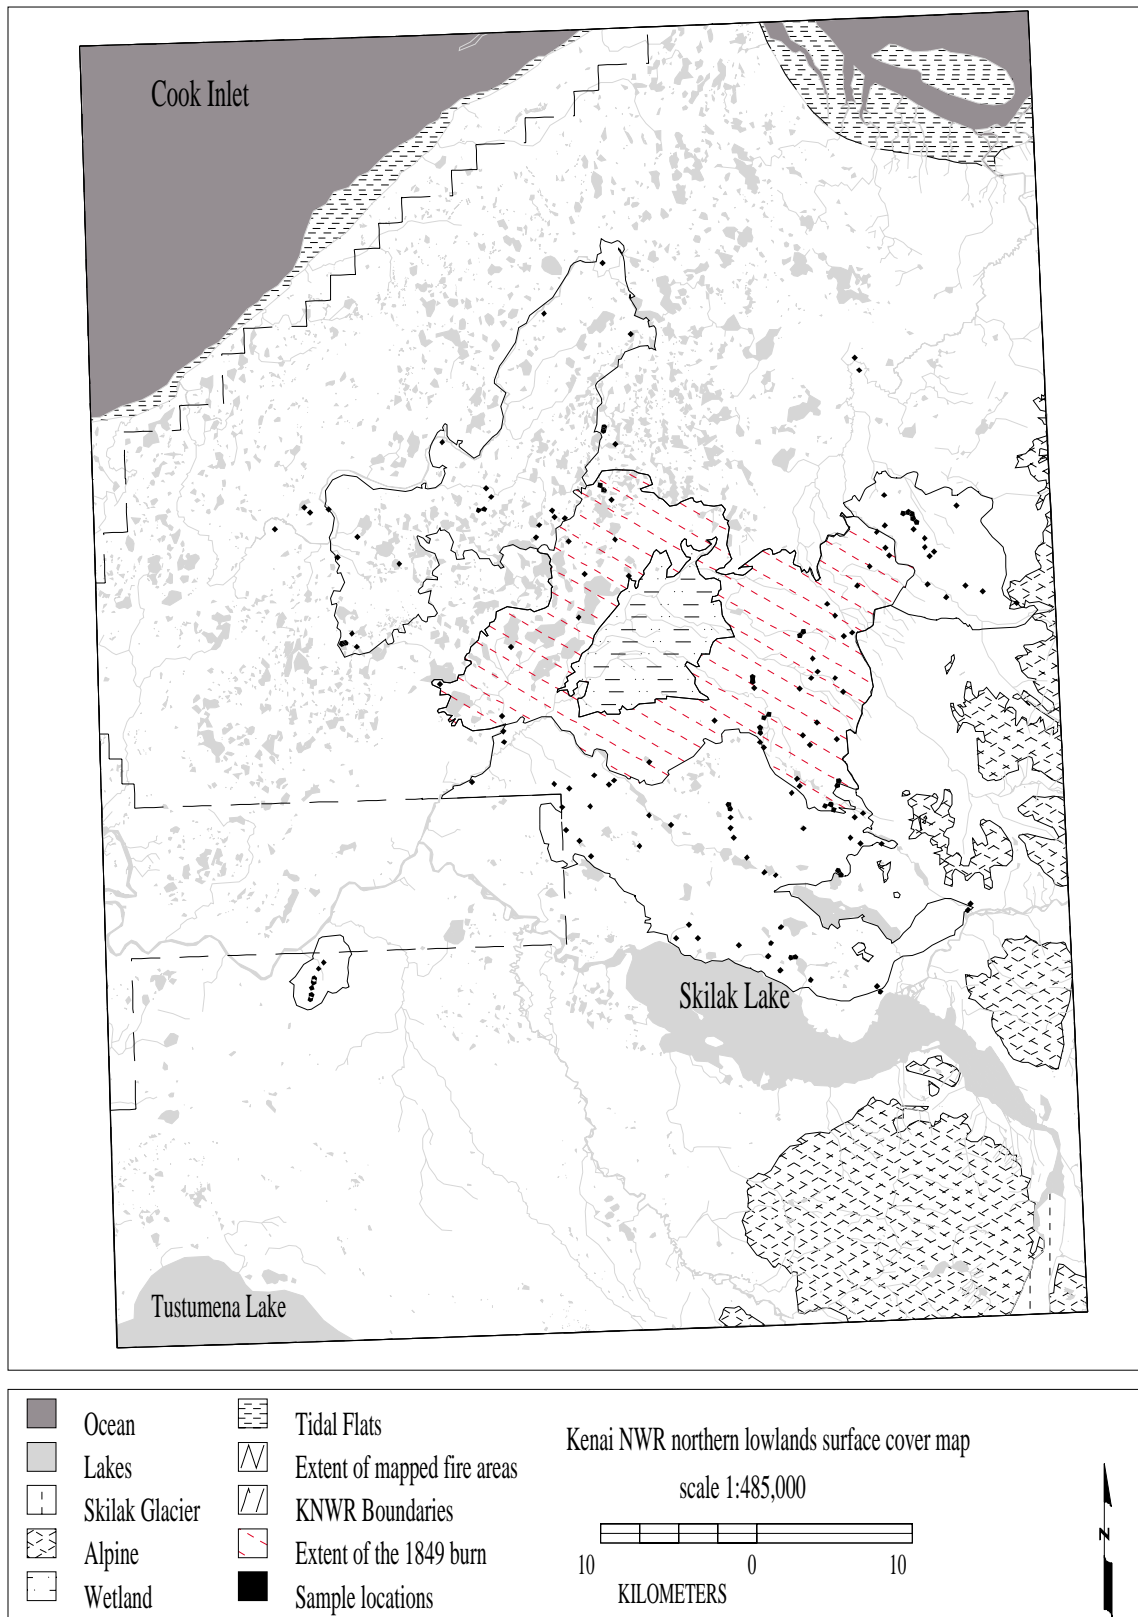 Cook Inlet
Skilak Lake
Tustumena Lake
Ocean
Lakes
Skilak Glacier
Alpine
Wetland
Tidal Flats
Extent of mapped fire areas
KNWR Boundaries
Extent of the 1849 burn
Sample locations
Kenai NWR northern lowlands surface cover map
scale 1:485,000
10 0 10
KILOMETERS
N